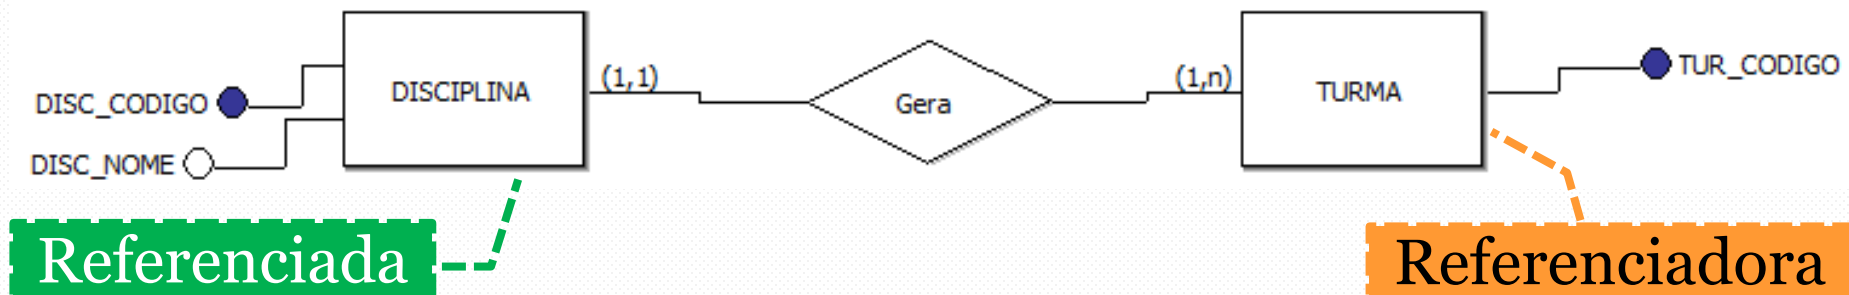 DISC_CODIGO
DISC_NOME
DISCIPLINA
(1,1)
Gera
(1,n)
TURMA
TUR_CODIGO
Referenciada
Referenciadora